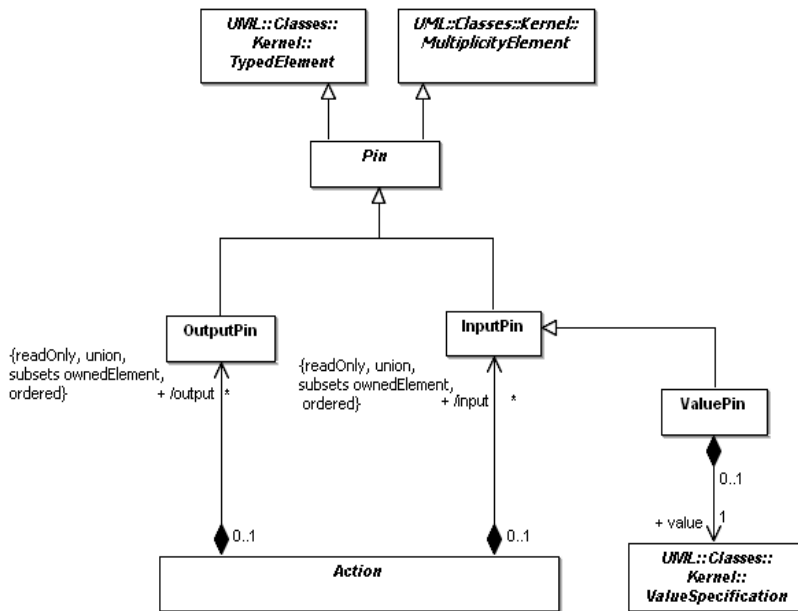 UML::Classes::
Kernel::
TypedElement
UML::Classes::Kernel::
MultiplicityElement
Pin
OutputPin
InputPin
{readOnly, union,
subsets ownedElement,
ordered}
+ /output
*
{readOnly, union,
subsets ownedElement,
ordered}
+ /input
*
ValuePin
0..1
0..1
0..1
+ value
1
Action
UML::Classes::
Kernel::
ValueSpecification